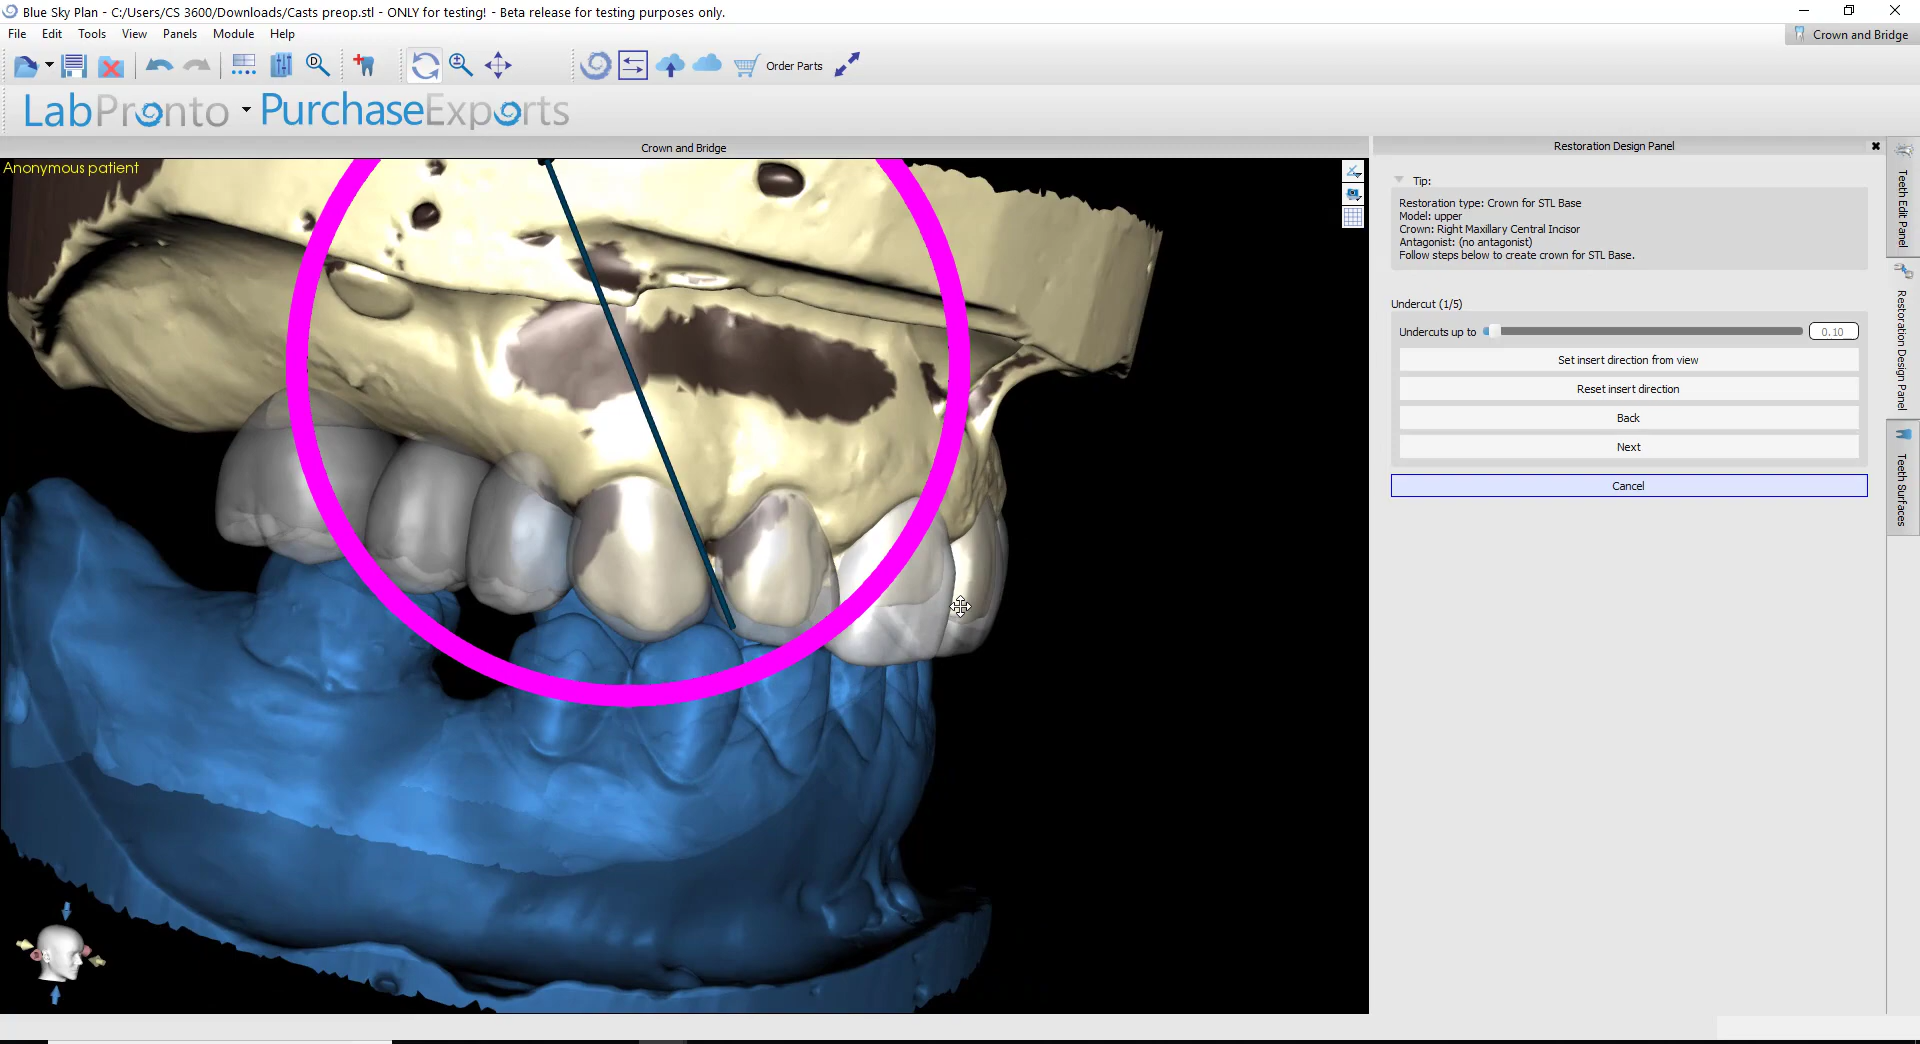 Blue Sky Plan - C:/Users/CS 3600/Downloads/Casts preop.stl - ONLY for testing! - Beta release for testing purposes only.
File Edit Tools View Panels Module Help
Crown and Bridge
D
Order Parts
LabPronto PurchaseExports
Crown and Bridge
Anonymous patient
Restoration Design Panel
Tip:
Restoration type: Crown for STL Base
Model: upper
Crown: Right Maxillary Central Incisor
Antagonist: (no antagonist)
Follow steps below to create crown for STL Base.
Undercut (1/5)
Undercuts up to 0.10
Set insert direction from view
Reset insert direction
Back
Next
Cancel
Teeth Edit Panel
Restoration Design Panel
Teeth Surfaces